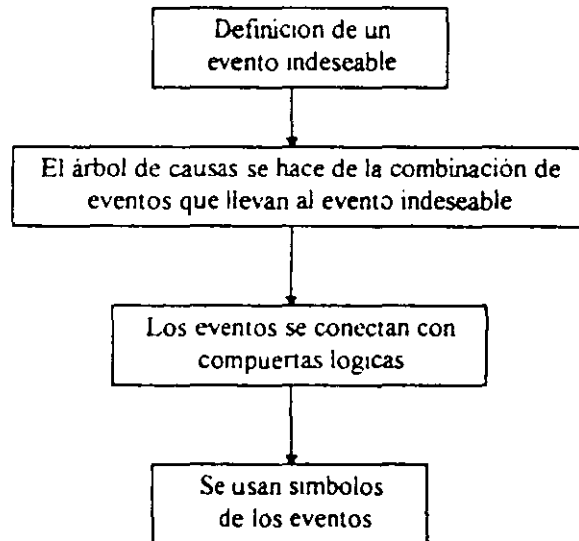 Definicion de un
evento indeseable
El árbol de causas se hace de la combinación de
eventos que llevan al evento indeseable
Los eventos se conectan con
compuertas logicas
Se usan simbolos
de los eventos